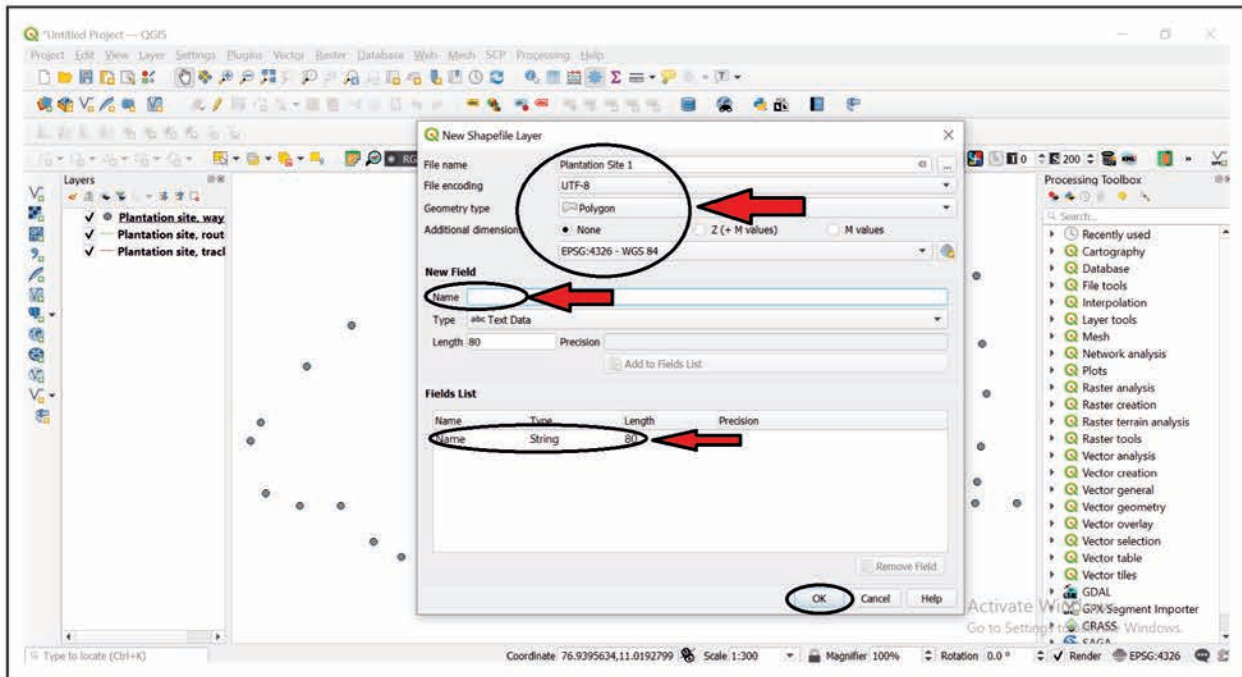 *Untitled Project — QGIS
Project Edit View Layer Settings Plugins Vector Raster Database Web Mesh SCP Processing Help
New Shapefile Layer
File name Plantation Site 1 ...
File encoding UTF-8
Geometry type Polygon
Additional dimension None Z (+ M values) M values
EPSG:4326 - WGS 84
New Field
Name
Type abc Text Data
Length 80 Precision
Add to Fields List
Fields List
Name Type Length Precision
Name String 80
Remove Field
OK Cancel Help
Layers
Plantation site, way
Plantation site, rout
Plantation site, tracl
RG
0 200
Processing Toolbox
Search...
Recently used
Cartography
Database
File tools
Interpolation
Layer tools
Mesh
Network analysis
Plots
Raster analysis
Raster creation
Raster terrain analysis
Raster tools
Vector analysis
Vector creation
Vector general
Vector geometry
Vector overlay
Vector selection
Vector table
Vector tiles
GDAL
GPX Segment Importer
GRASS
SAGA
Activate Windows
Go to Settings to Windows.
Type to locate (Ctrl+K) Coordinate 76.9395634,11.0192799 Scale 1:300 Magnifier 100% Rotation 0.0 ° Render EPSG:4326